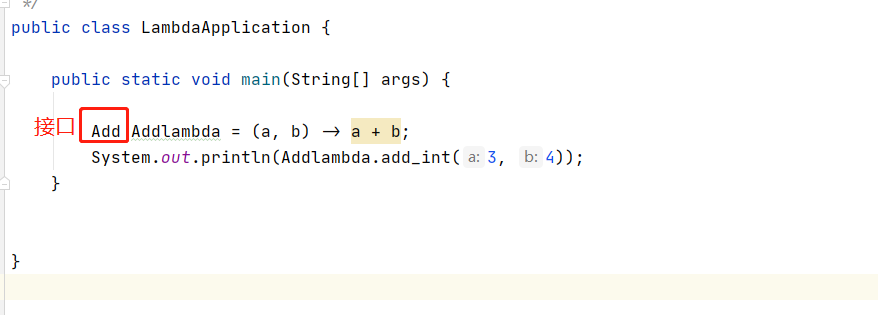 */
public class LambdaApplication {
public static void main(String[] args) {
接口 Add Addlambda = (a, b) -> a + b;
System.out.println(Addlambda.add_int( a: 3, b: 4));
}
}